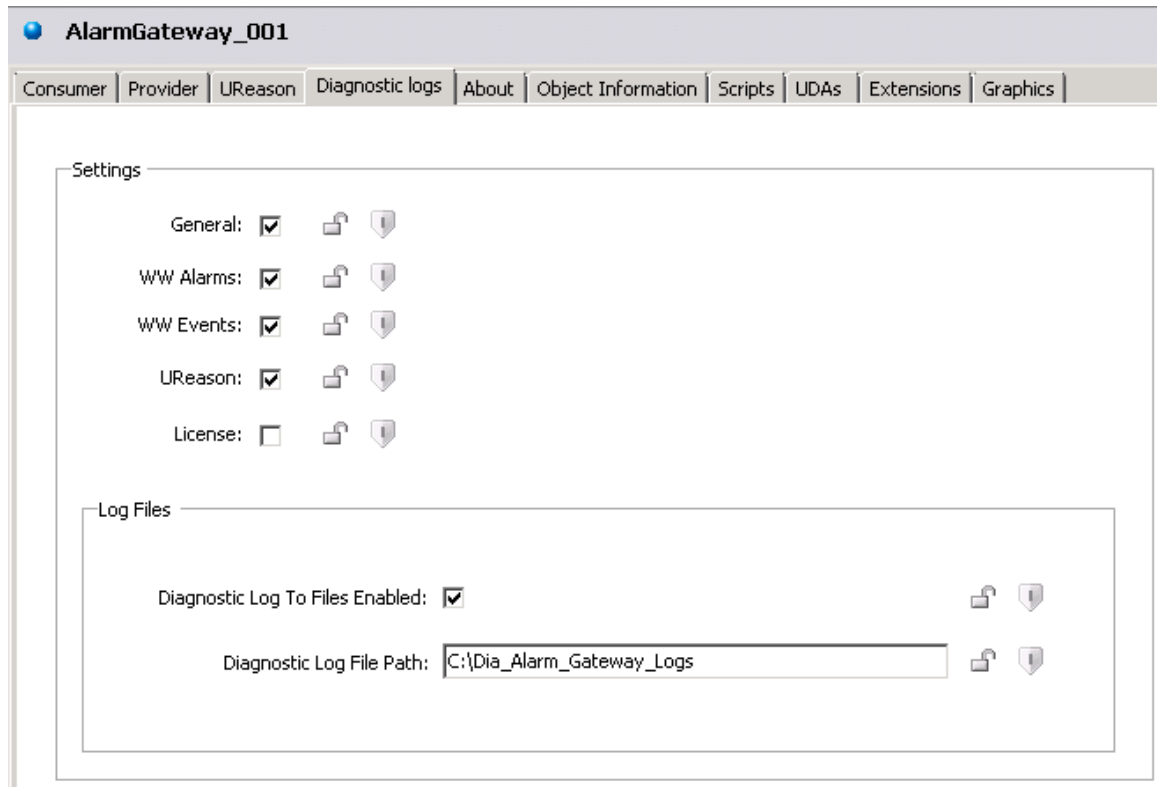 AlarmGateway_001
Consumer Provider UReason Diagnostic logs About Object Information Scripts UDAs Extensions Graphics
Settings
General:
WW Alarms:
WW Events:
UReason:
License:
Log Files
Diagnostic Log To Files Enabled:
Diagnostic Log File Path: C:\Dia_Alarm_Gateway_Logs